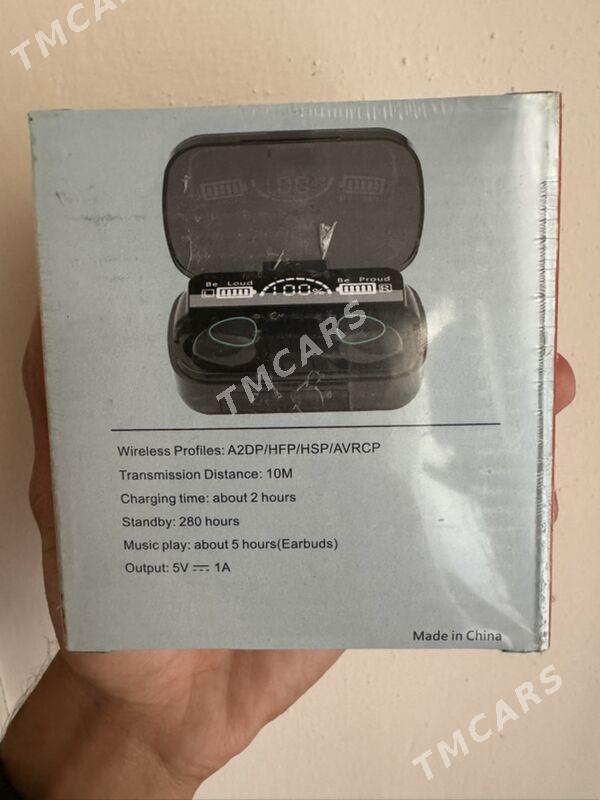 TMCARS
Be Loud
Be Proud
L
100%
R
TMCARS
Wireless Profiles: A2DP/HFP/HSP/AVRCP
Transmission Distance: 10M
Charging time: about 2 hours
Standby: 280 hours
Music play: about 5 hours(Earbuds)
Output: 5V ⎓ 1A
Made in China
TMCARS